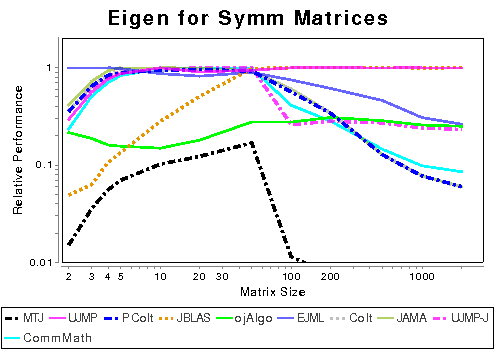 Eigen for Symm Matrices
Relative Performance
1
0.1
0.01
2 3 4 5 10 20 30 100 200 1000
Matrix Size
MTJ UJMP P Colt JBLAS ojAlgo EJML Colt JAMA UJMP-J
CommMath